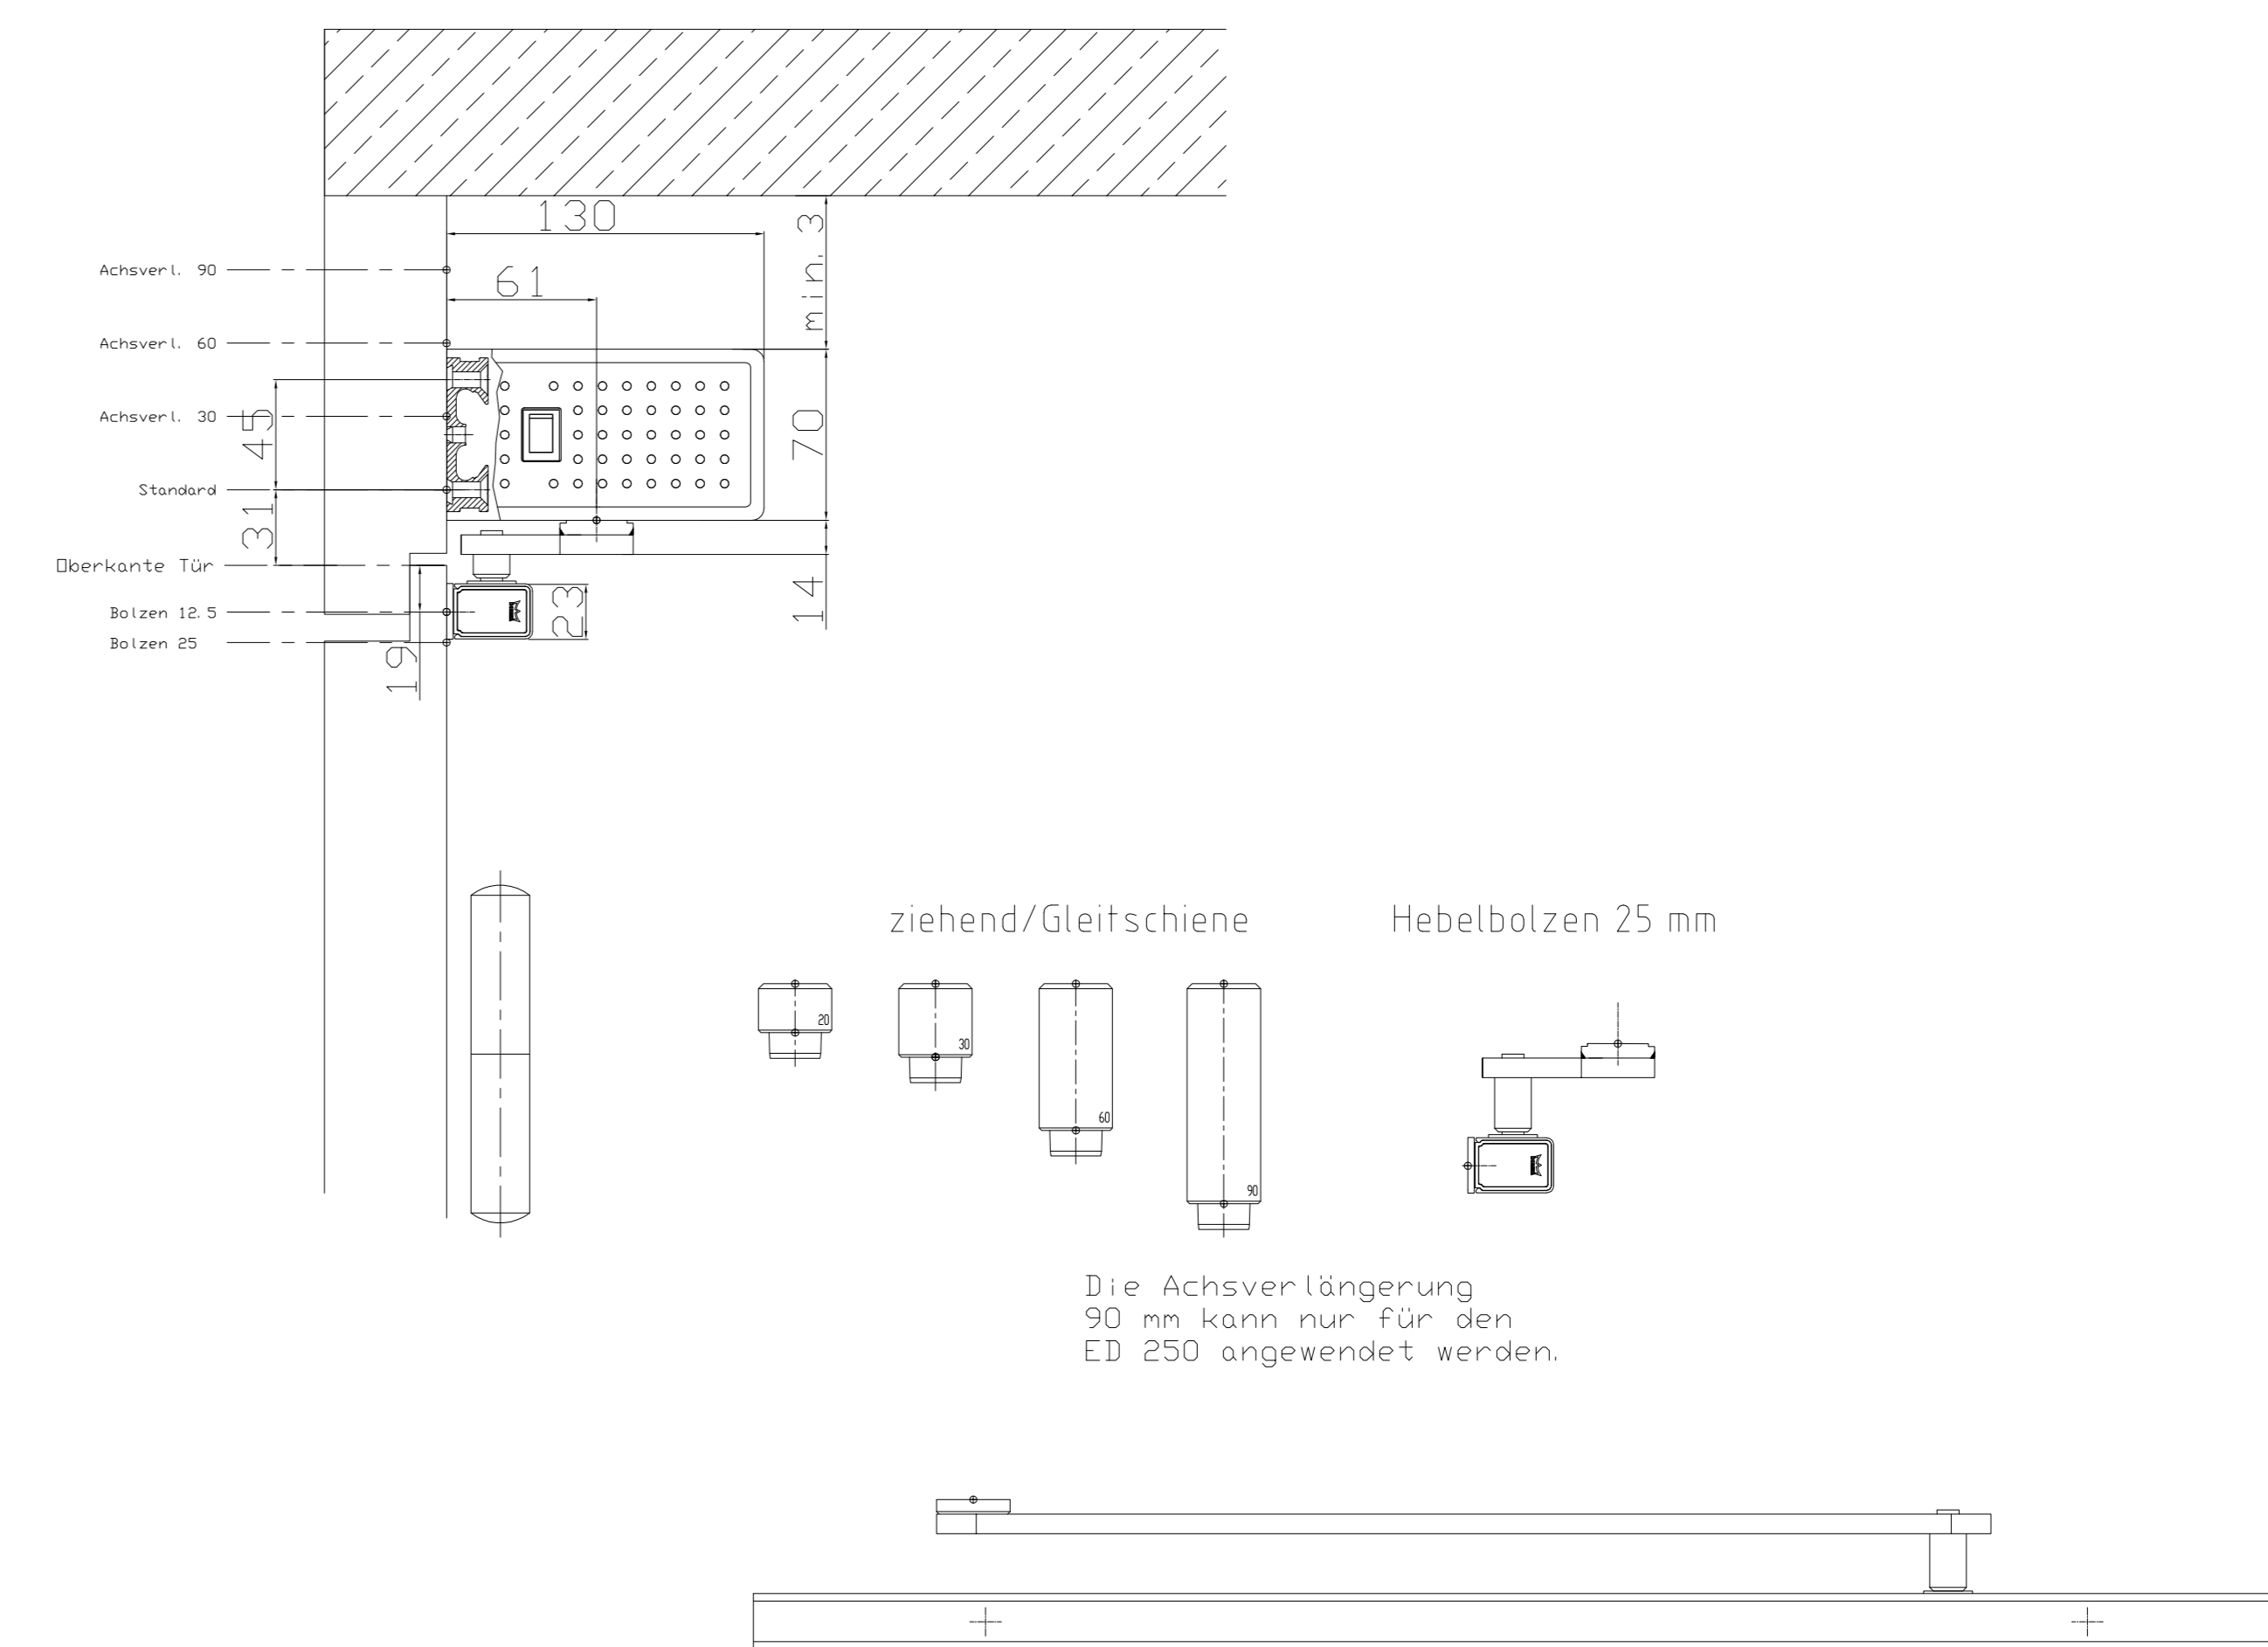 130
min. 3
61
Achsverl. 90
Achsverl. 60
Achsverl. 30
45
70
Standard
31
Oberkante Tür
14
23
Bolzen 12.5
Bolzen 25
19
ziehend/Gleitschiene
Hebelbolzen 25 mm
20
30
60
90
Die Achsverlängerung
90 mm kann nur für den
ED 250 angewendet werden.